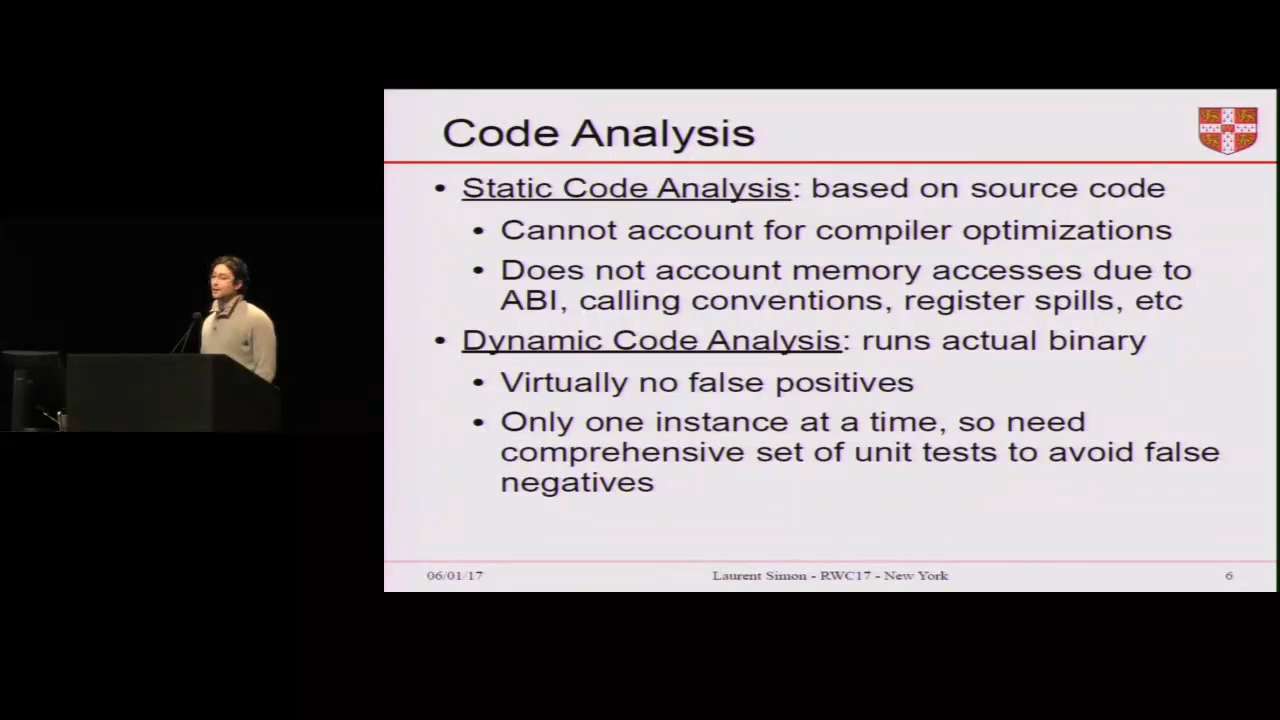 Code Analysis
• Static Code Analysis: based on source code
• Cannot account for compiler optimizations
• Does not account memory accesses due to
ABI, calling conventions, register spills, etc
• Dynamic Code Analysis: runs actual binary
• Virtually no false positives
• Only one instance at a time, so need
comprehensive set of unit tests to avoid false
negatives
06/01/17
Laurent Simon - RWC17 - New York
6